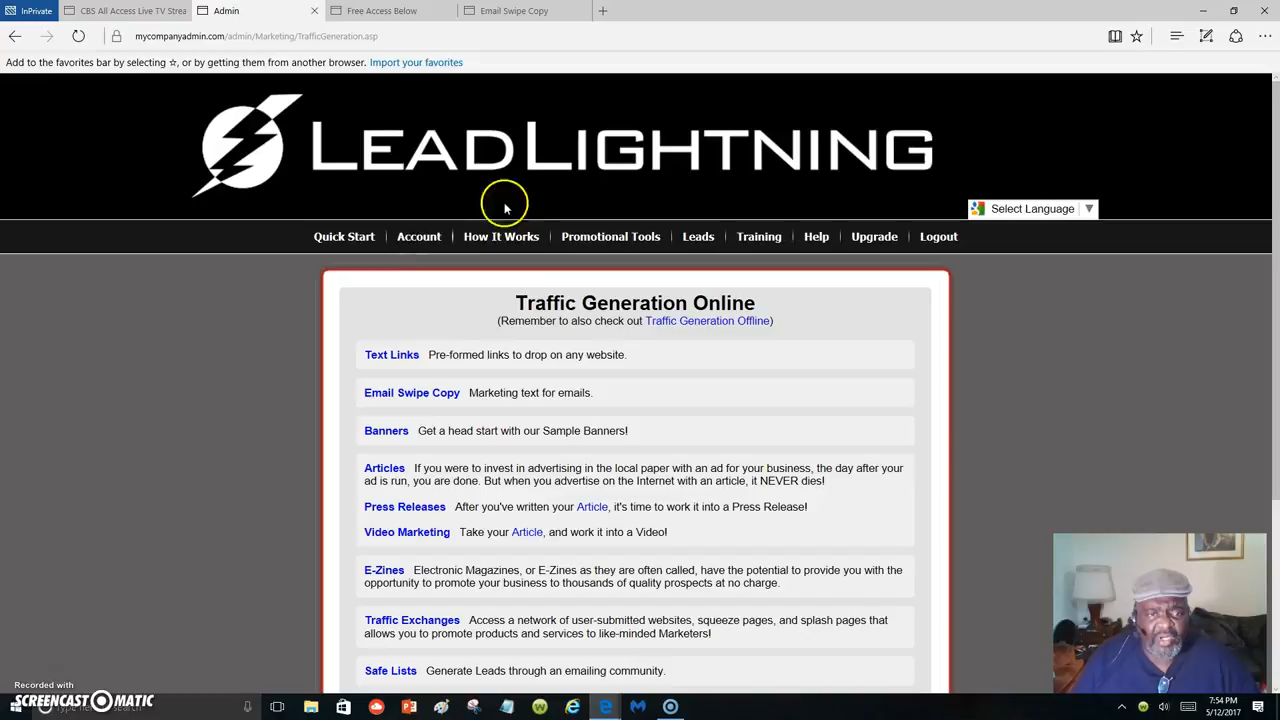 InPrivate
CBS All Access Live TV Strea
Admin
Free Access Below
Email Swipe Copy
mycompanyadmin.com/admin/Marketing/TrafficGeneration.asp
Add to the favorites bar by selecting ☆, or by getting them from another browser. Import your favorites
LEADLIGHTNING
Select Language
Quick Start
Account
How It Works
Promotional Tools
Leads
Training
Help
Upgrade
Logout
Traffic Generation Online
(Remember to also check out Traffic Generation Offline)
Text Links Pre-formed links to drop on any website.
Email Swipe Copy Marketing text for emails.
Banners Get a head start with our Sample Banners!
Articles If you were to invest in advertising in the local paper with an ad for your business, the day after your
ad is run, you are done. But when you advertise on the Internet with an article, it NEVER dies!
Press Releases After you've written your Article, it's time to work it into a Press Release!
Video Marketing Take your Article, and work it into a Video!
E-Zines Electronic Magazines, or E-Zines as they are often called, have the potential to provide you with the
opportunity to promote your business to thousands of quality prospects at no charge.
Traffic Exchanges Access a network of user-submitted websites, squeeze pages, and splash pages that
allows you to promote products and services to like-minded Marketers!
Safe Lists Generate Leads through an emailing community.
Recorded with
SCREENCAST-O-MATIC
7:54 PM
5/12/2017